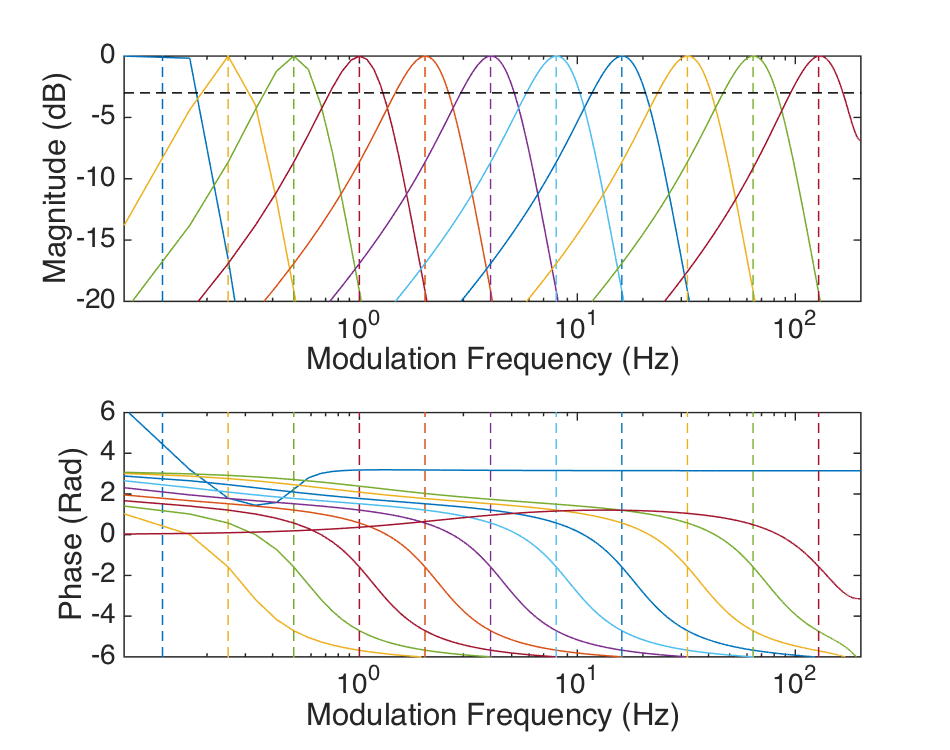 0
-5
-10
-15
-20
Magnitude (dB)
10^0 10^1 10^2
Modulation Frequency (Hz)
6
4
2
0
-2
-4
-6
Phase (Rad)
10^0 10^1 10^2
Modulation Frequency (Hz)